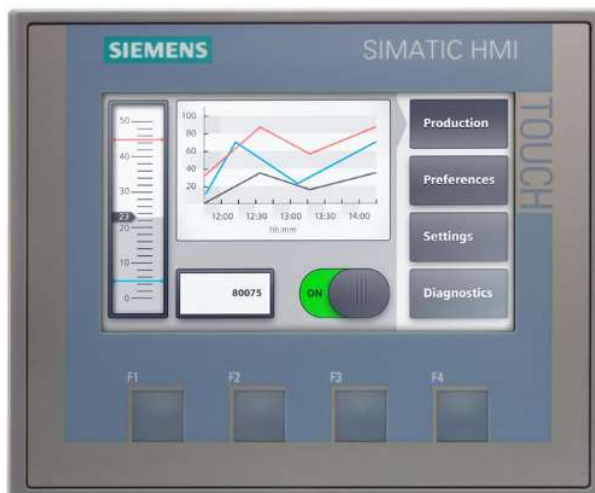 SIEMENS
SIMATIC HMI
TOUCH
50
40
30
23
20
10
0
100
80
60
40
20
12:00 12:30 13:00 13:30 14:00
hh:mm
80075
ON
Production
Preferences
Settings
Diagnostics
F1 F2 F3 F4